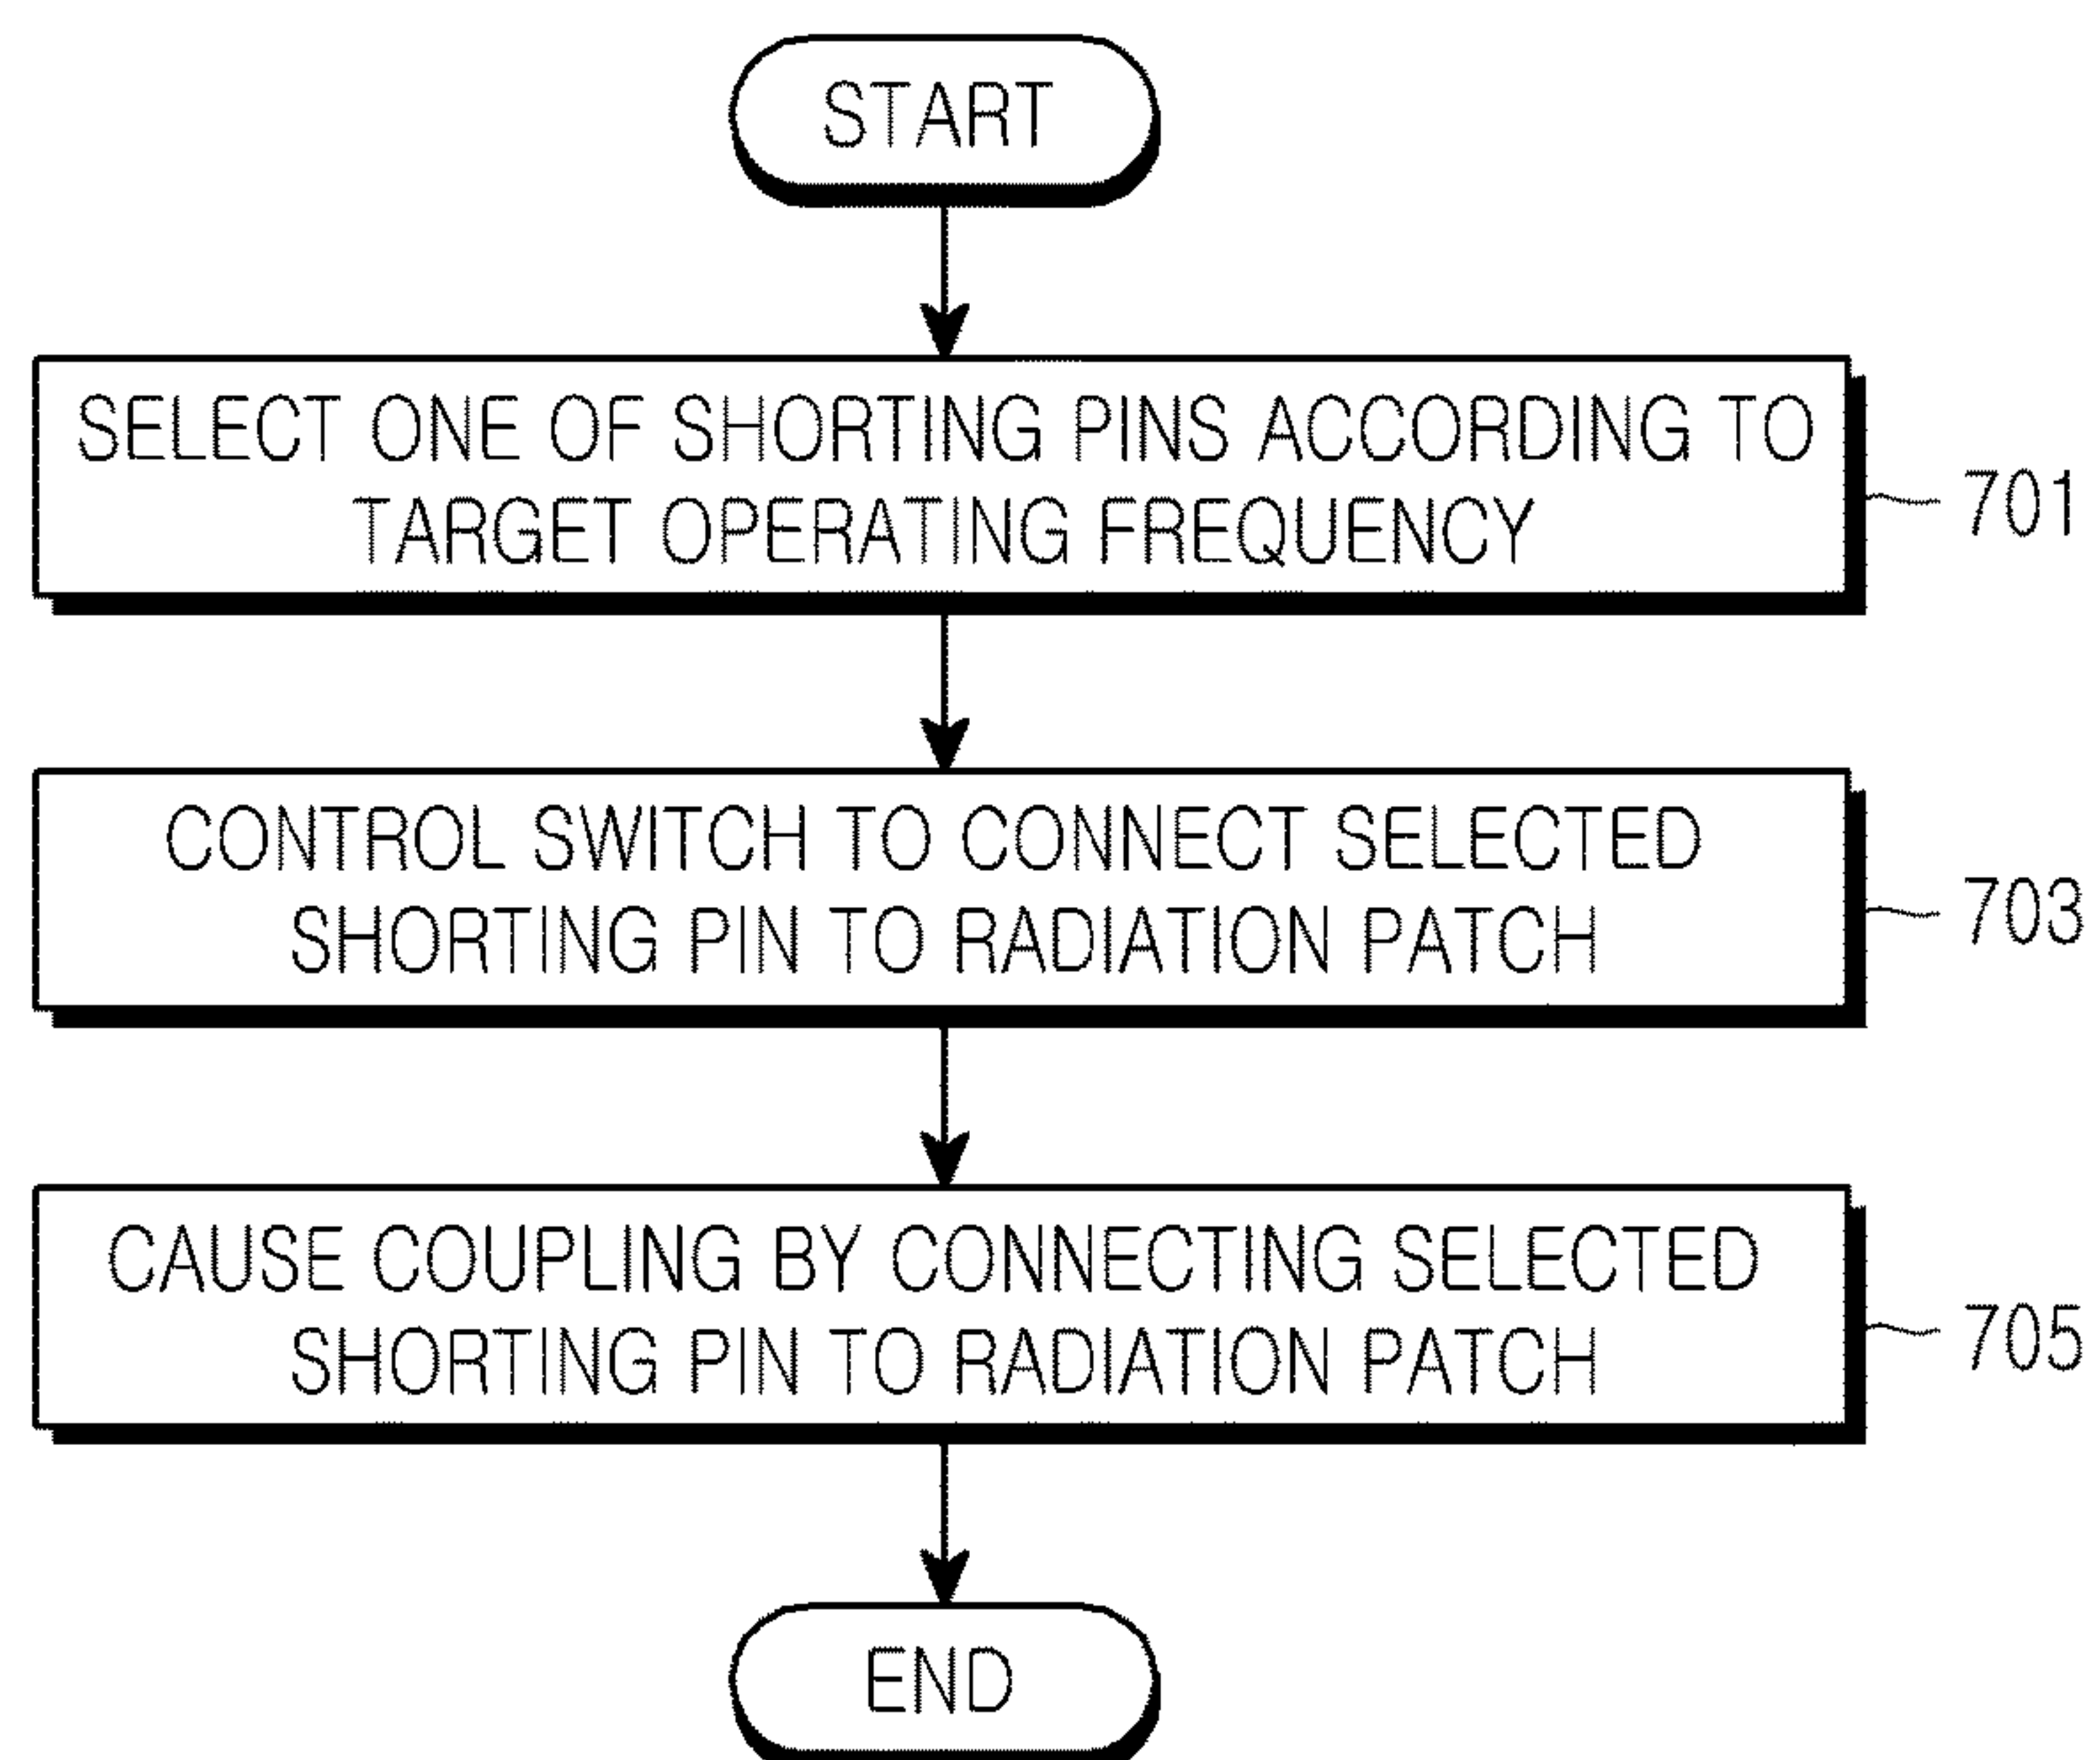 START
SELECT ONE OF SHORTING PINS ACCORDING TO
TARGET OPERATING FREQUENCY
701
CONTROL SWITCH TO CONNECT SELECTED
SHORTING PIN TO RADIATION PATCH
703
CAUSE COUPLING BY CONNECTING SELECTED
SHORTING PIN TO RADIATION PATCH
705
END